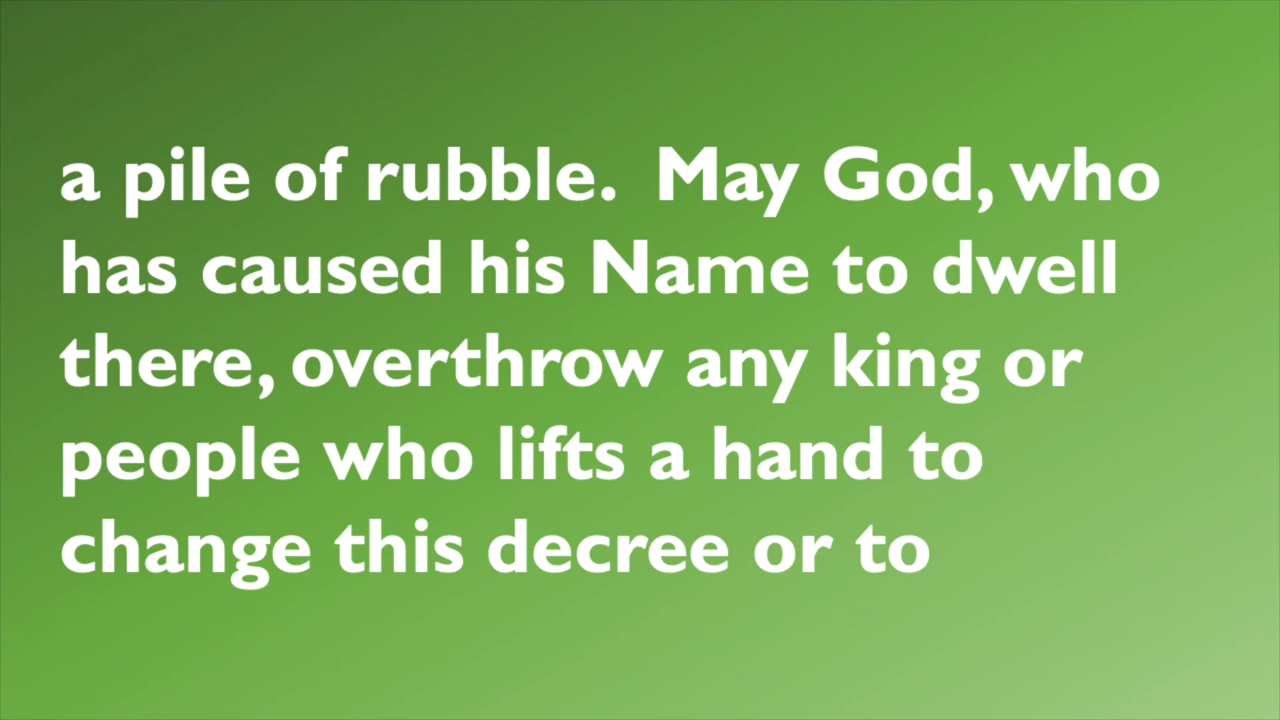 a pile of rubble.  May God, who
has caused his Name to dwell
there, overthrow any king or
people who lifts a hand to
change this decree or to